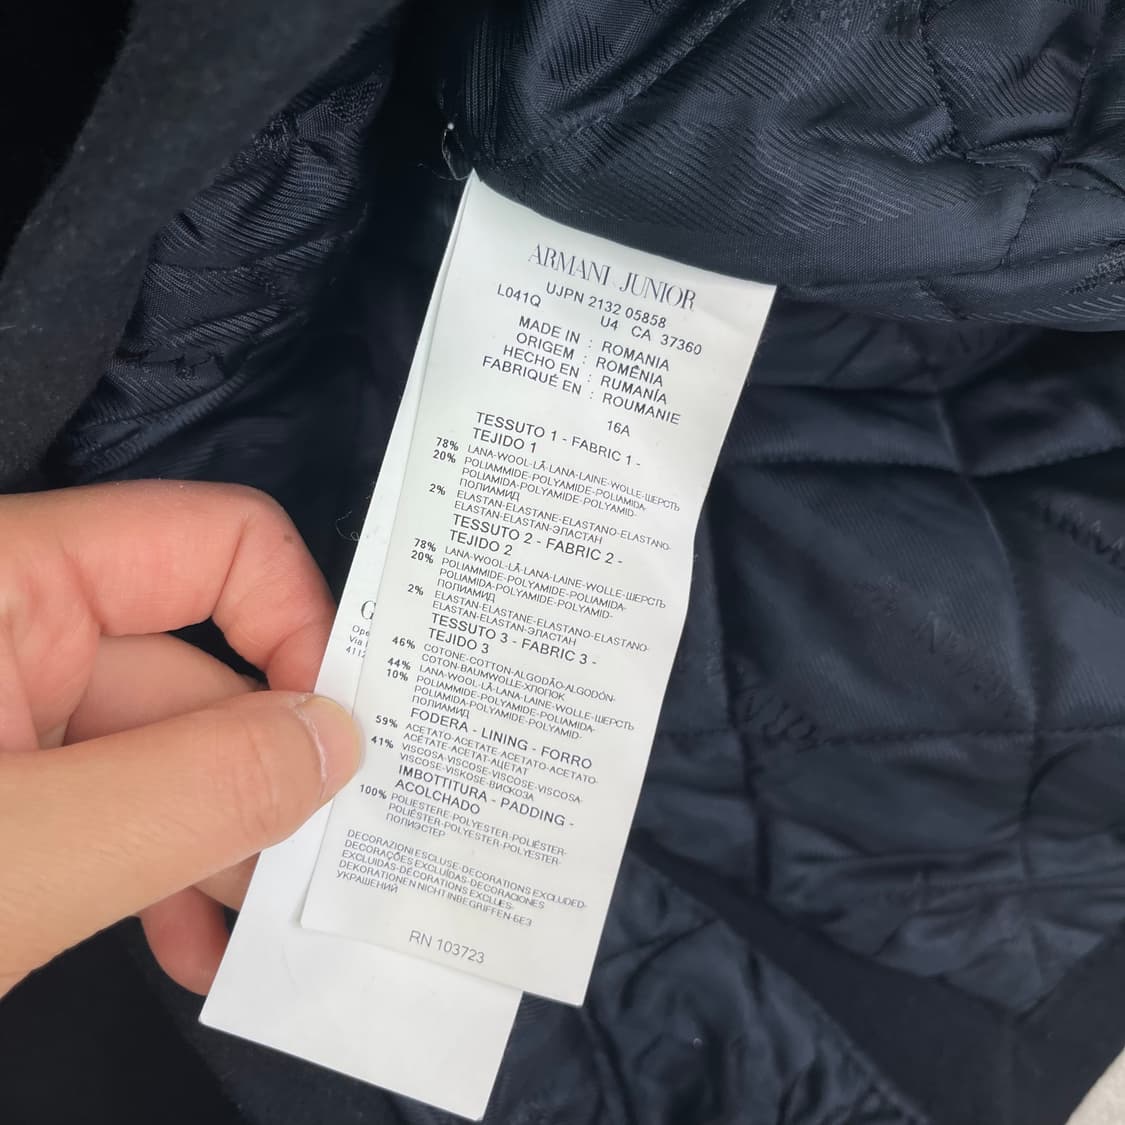 ARMANI JUNIOR
UJPN 2132 05858
L041Q U4 CA 37360
MADE IN : ROMANIA
ORIGEM : ROMÊNIA
HECHO EN : RUMANÍA
FABRIQUÉ EN : ROUMANIE
16A
TESSUTO 1 - FABRIC 1 -
TEJIDO 1
78% LANA-WOOL-LÃ-LANA-LAINE-WOLLE-ШЕРСТЬ
20% POLIAMMIDE-POLYAMIDE-POLIAMIDA-
POLIAMIDA-POLYAMIDE-POLYAMID-
ПОЛИАМИД
2% ELASTAN-ELASTANE-ELASTANO-ELASTANO-
ELASTAN-ELASTAN-ЭЛАСТАН
TESSUTO 2 - FABRIC 2 -
TEJIDO 2
78% LANA-WOOL-LÃ-LANA-LAINE-WOLLE-ШЕРСТЬ
20% POLIAMMIDE-POLYAMIDE-POLIAMIDA-
POLIAMIDA-POLYAMIDE-POLYAMID-
ПОЛИАМИД
2% ELASTAN-ELASTANE-ELASTANO-ELASTANO-
ELASTAN-ELASTAN-ЭЛАСТАН
TESSUTO 3 - FABRIC 3 -
TEJIDO 3
46% COTONE-COTTON-ALGODÃO-ALGODÓN-
COTON-BAUMWOLLE-ХЛОПОК
44% LANA-WOOL-LÃ-LANA-LAINE-WOLLE-ШЕРСТЬ
10% POLIAMMIDE-POLYAMIDE-POLIAMIDA-
POLIAMIDA-POLYAMIDE-POLYAMID-
ПОЛИАМИД
FODERA - LINING - FORRO
59% ACETATO-ACETATE-ACETATO-ACETATO-
ACÉTATE-ACETAT-АЦЕТАТ
41% VISCOSA-VISCOSE-VISCOSE-VISCOSA-
VISCOSE-VISKOSE-ВИСКОЗА
IMBOTTITURA - PADDING -
ACOLCHADO
100% POLIESTERE-POLYESTER-POLIÉSTER-
POLIÉSTER-POLYESTER-POLYESTER-
ПОЛИЭСТЕР
DECORAZIONI ESCLUSE-DECORATIONS EXCLUDED-
DECORAÇÕES EXCLUÍDAS-DECORACIONES
EXCLUIDAS-DÉCORATIONS EXCLUES-
DEKORATIONEN NICHT INBEGRIFFEN-БЕЗ
УКРАШЕНИЙ
RN 103723
G
Ope
Via
4112